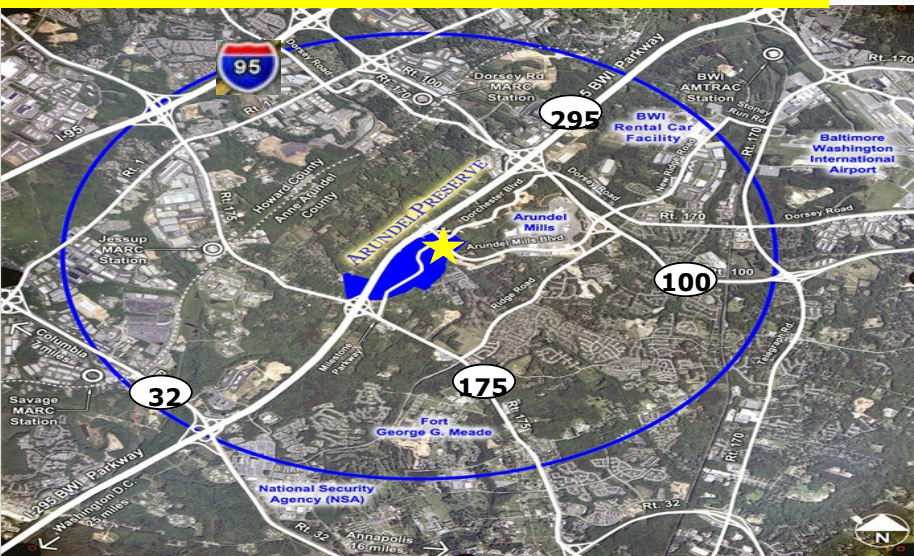 95
Dorsey Road
Rt. 100
Rt. 170
Dorsey Rd.
MARC
Station
295
BWI Parkway
BWI
AMTRAC
Station
Rt. 170
Stoney
Run Rd.
BWI
Rental Car
Facility
Rt. 170
Baltimore
Washington
International
Airport
I-95
Rt. 1
Rt. 1
Rt. 175
Howard County
Anne Arundel
County
ARUNDELPRESERVE
Dorchester Blvd.
Dorsey Road
New Ridge Road
Arundel
Mills
Arundel Mills Blvd.
Rt. 170
Dorsey Road
Jessup
MARC
Station
Rt. 100
100
Ridge Road
Milestone
Parkway
Telegraph Rd.
Columbia
7 miles
Savage
MARC
Station
32
175
Rt. 175
Fort
George G. Meade
Rt. 170
I-295 BWI Parkway
Washington D.C.
23 miles
National Security
Agency (NSA)
Rt. 32
Annapolis
16 miles
Rt. 32
N